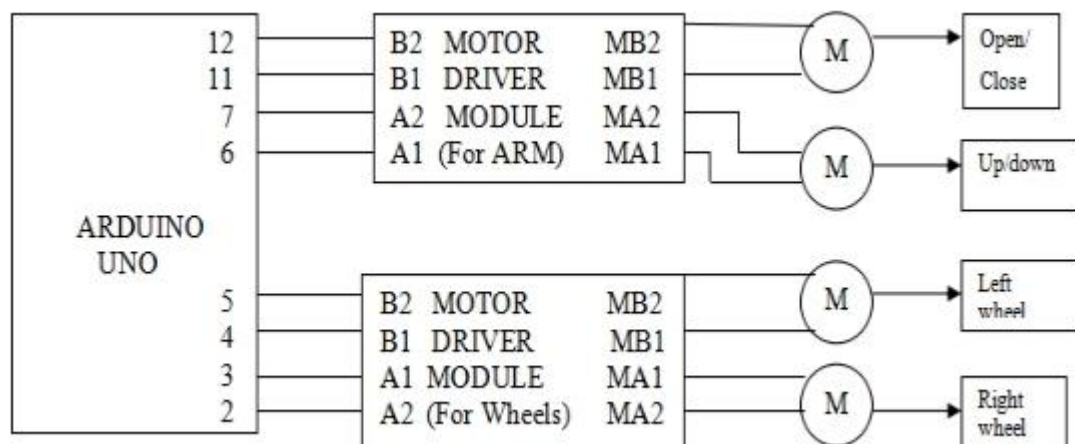 12 B2 MOTOR MB2 M Open/
11 B1 DRIVER MB1 Close
7 A2 MODULE MA2
6 A1 (For ARM) MA1 M Up/down
ARDUINO
UNO
5 B2 MOTOR MB2 M Left
4 B1 DRIVER MB1 wheel
3 A1 MODULE MA1 M Right
2 A2 (For Wheels) MA2 wheel